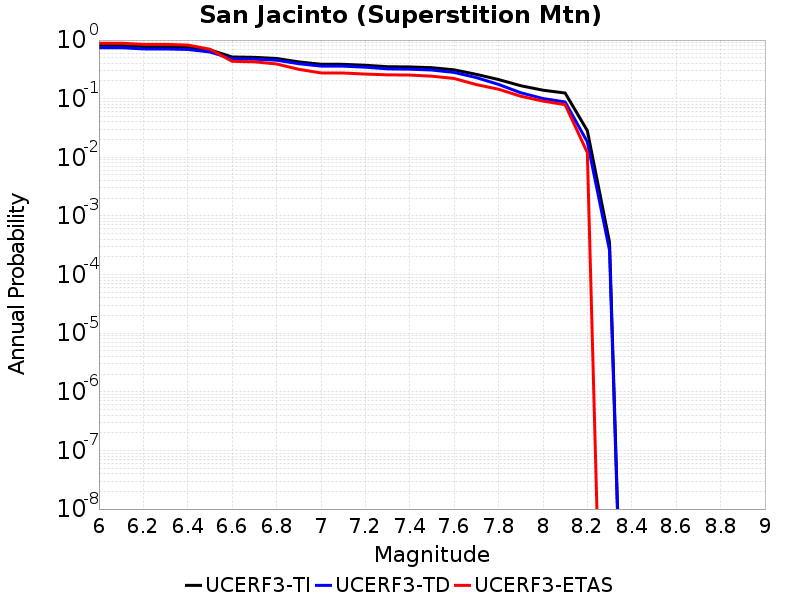 San Jacinto (Superstition Mtn)
10^0
10^-1
10^-2
10^-3
10^-4
10^-5
10^-6
10^-7
10^-8
Annual Probability
6 6.2 6.4 6.6 6.8 7 7.2 7.4 7.6 7.8 8 8.2 8.4 8.6 8.8 9
Magnitude
UCERF3-TI UCERF3-TD UCERF3-ETAS